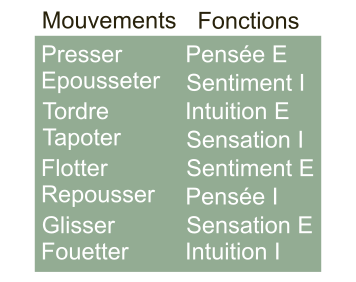 Mouvements Fonctions
Presser Pensée E
Epousseter Sentiment I
Tordre Intuition E
Tapoter Sensation I
Flotter Sentiment E
Repousser Pensée I
Glisser Sensation E
Fouetter Intuition I